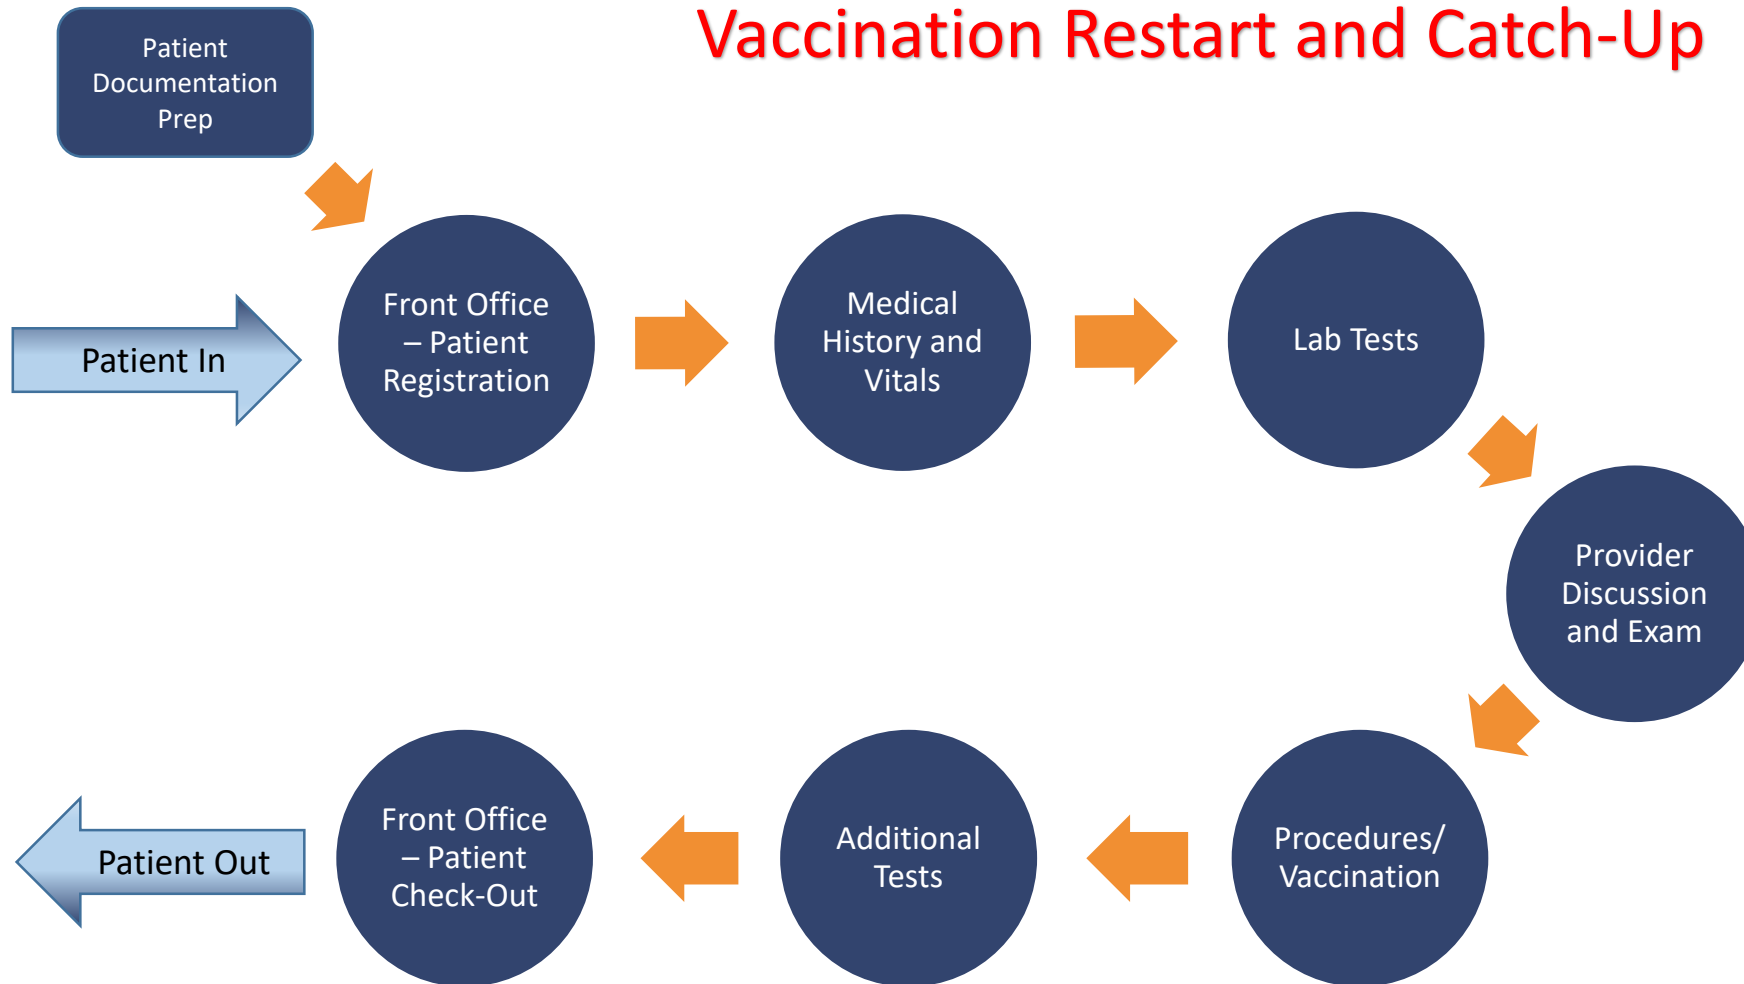 Vaccination Restart and Catch-Up
Patient
Documentation
Prep
Patient In
Front Office
– Patient
Registration
Medical
History and
Vitals
Lab Tests
Provider
Discussion
and Exam
Procedures/
Vaccination
Additional
Tests
Front Office
– Patient
Check-Out
Patient Out